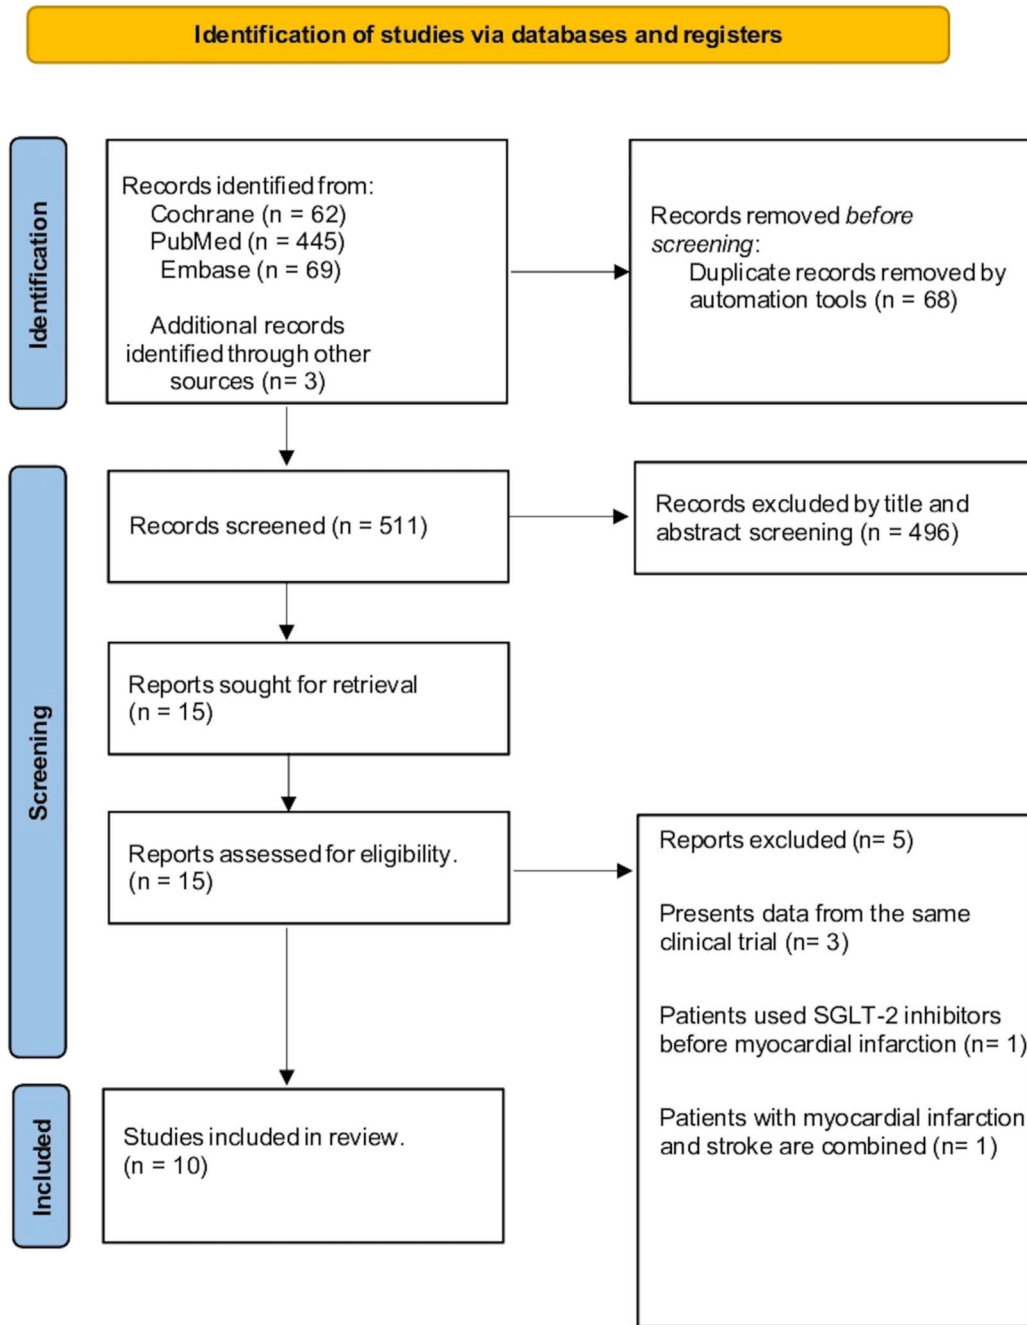 Identification of studies via databases and registers
Identification
Records identified from:
Cochrane (n = 62)
PubMed (n = 445)
Embase (n = 69)
Additional records
identified through other
sources (n= 3)
Records removed before
screening:
Duplicate records removed by
automation tools (n = 68)
Screening
Records screened (n = 511)
Records excluded by title and
abstract screening (n = 496)
Reports sought for retrieval
(n = 15)
Reports assessed for eligibility.
(n = 15)
Reports excluded (n= 5)
Presents data from the same
clinical trial (n= 3)
Patients used SGLT-2 inhibitors
before myocardial infarction (n= 1)
Patients with myocardial infarction
and stroke are combined (n= 1)
Included
Studies included in review.
(n = 10)